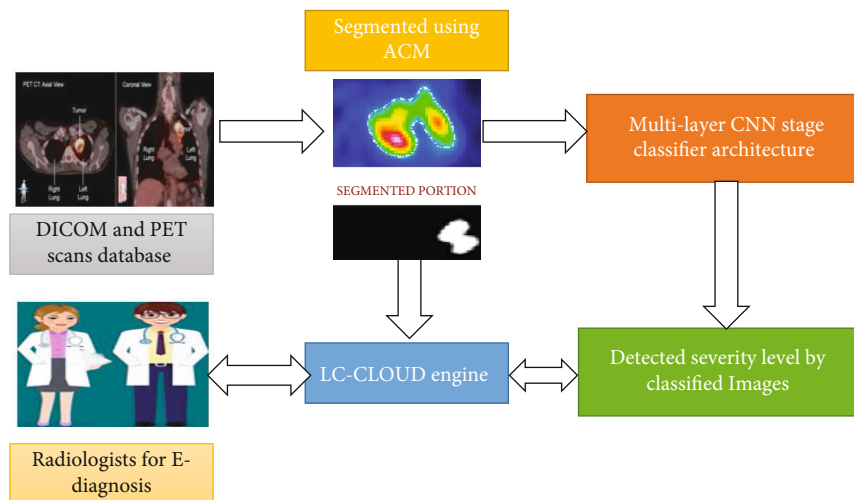 Segmented using
ACM
PET CT Axial View
Coronal View
Tumor
Right
Lung
Left
Lung
Right
Lung
Left
Lung
DICOM and PET
scans database
SEGMENTED PORTION
Multi-layer CNN stage
classifier architecture
Radiologists for E-
diagnosis
LC-CLOUD engine
Detected severity level by
classified Images